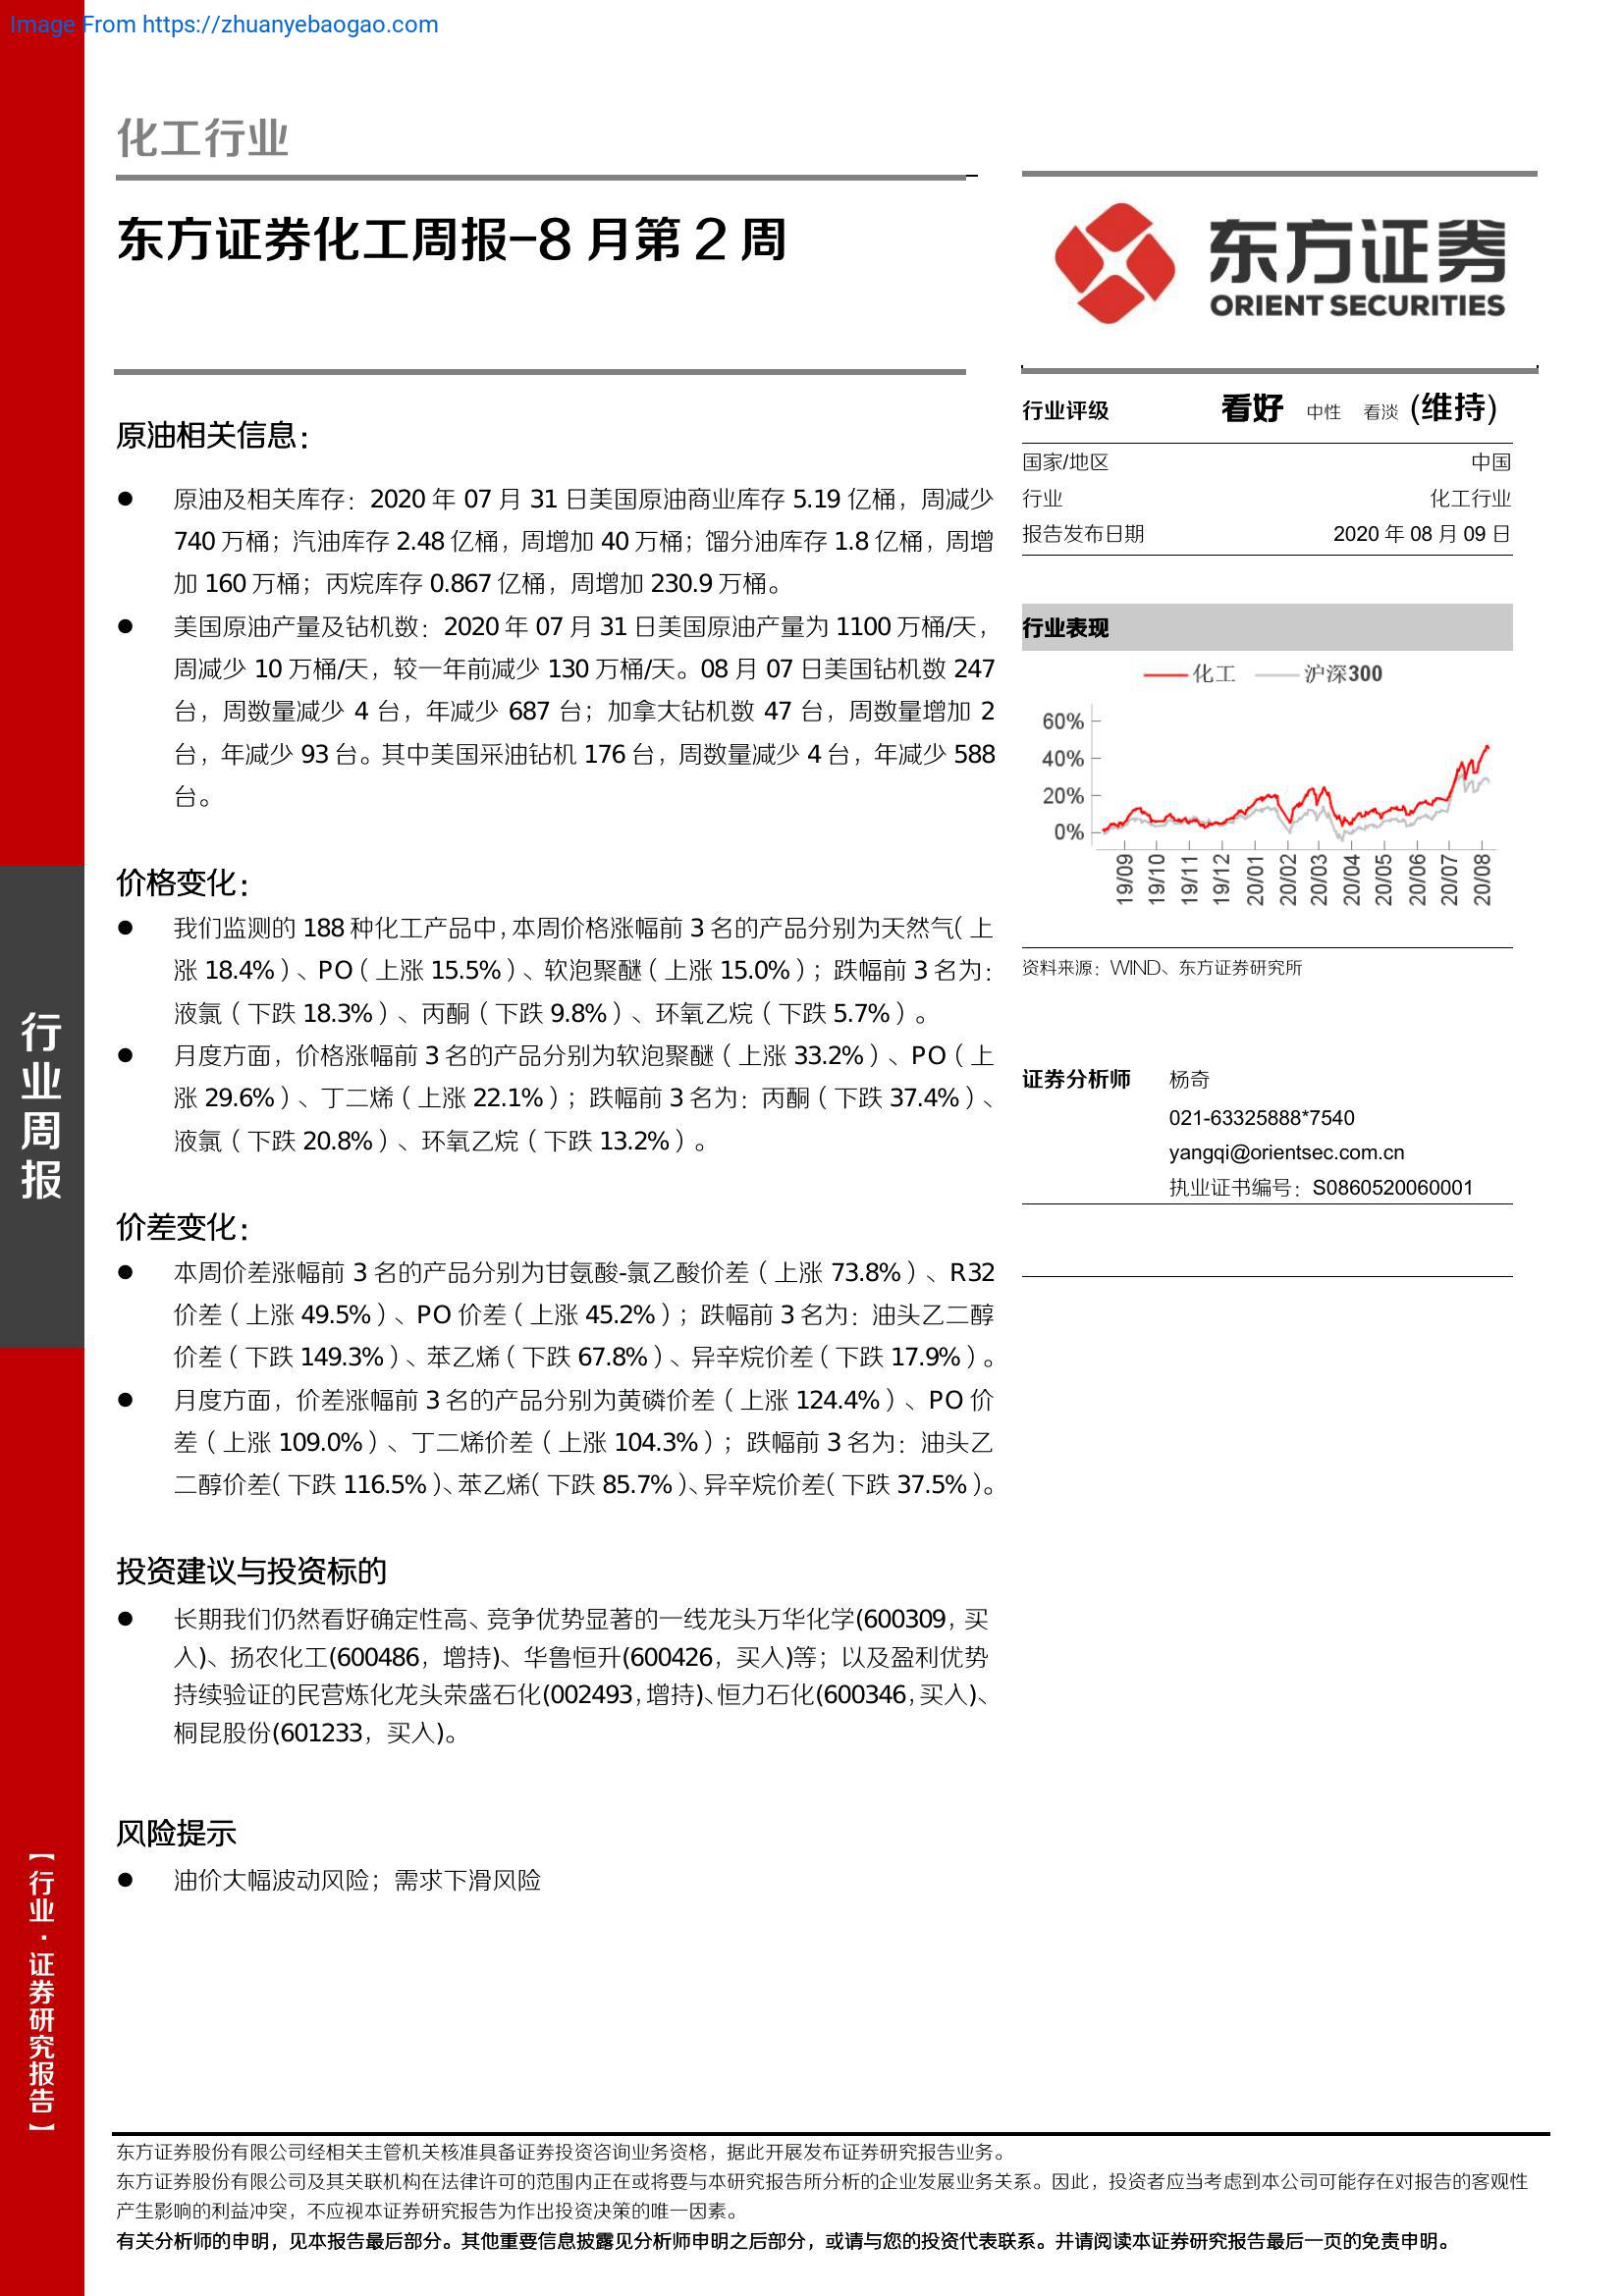 Image From https://zhuanyebaogao.com
化工行业
东方证券化工周报-8 月第 2 周
原油相关信息：
● 原油及相关库存：2020 年 07 月 31 日美国原油商业库存 5.19 亿桶，周减少
740 万桶；汽油库存 2.48 亿桶，周增加 40 万桶；馏分油库存 1.8 亿桶，周增
加 160 万桶；丙烷库存 0.867 亿桶，周增加 230.9 万桶。
● 美国原油产量及钻机数：2020 年 07 月 31 日美国原油产量为 1100 万桶/天，
周减少 10 万桶/天，较一年前减少 130 万桶/天。08 月 07 日美国钻机数 247
台，周数量减少 4 台，年减少 687 台；加拿大钻机数 47 台，周数量增加 2
台，年减少 93 台。其中美国采油钻机 176 台，周数量减少 4 台，年减少 588
台。
价格变化：
● 我们监测的 188 种化工产品中，本周价格涨幅前 3 名的产品分别为天然气（上
涨 18.4%）、PO（上涨 15.5%）、软泡聚醚（上涨 15.0%）；跌幅前 3 名为：
液氯（下跌 18.3%）、丙酮（下跌 9.8%）、环氧乙烷（下跌 5.7%）。
● 月度方面，价格涨幅前 3 名的产品分别为软泡聚醚（上涨 33.2%）、PO（上
涨 29.6%）、丁二烯（上涨 22.1%）；跌幅前 3 名为：丙酮（下跌 37.4%）、
液氯（下跌 20.8%）、环氧乙烷（下跌 13.2%）。
价差变化：
● 本周价差涨幅前 3 名的产品分别为甘氨酸-氯乙酸价差（上涨 73.8%）、R32
价差（上涨 49.5%）、PO 价差（上涨 45.2%）；跌幅前 3 名为：油头乙二醇
价差（下跌 149.3%）、苯乙烯（下跌 67.8%）、异辛烷价差（下跌 17.9%）。
● 月度方面，价差涨幅前 3 名的产品分别为黄磷价差（上涨 124.4%）、PO 价
差（上涨 109.0%）、丁二烯价差（上涨 104.3%）；跌幅前 3 名为：油头乙
二醇价差（下跌 116.5%）、苯乙烯（下跌 85.7%）、异辛烷价差（下跌 37.5%）。
投资建议与投资标的
● 长期我们仍然看好确定性高、竞争优势显著的一线龙头万华化学(600309，买
入)、扬农化工(600486，增持)、华鲁恒升(600426，买入)等；以及盈利优势
持续验证的民营炼化龙头荣盛石化(002493，增持)、恒力石化(600346，买入)、
桐昆股份(601233，买入)。
风险提示
● 油价大幅波动风险；需求下滑风险
东方证券
ORIENT SECURITIES
行业评级 看好 中性 看淡 (维持)
国家/地区 中国
行业 化工行业
报告发布日期 2020 年 08 月 09 日
行业表现
化工 沪深300
60%
40%
20%
0%
19/09 19/10 19/11 19/12 20/01 20/02 20/03 20/04 20/05 20/06 20/07 20/08
资料来源：WIND、东方证券研究所
证券分析师 杨奇
021-63325888*7540
yangqi@orientsec.com.cn
执业证书编号：S0860520060001
行业周报
【行业·证券研究报告】
东方证券股份有限公司经相关主管机关核准具备证券投资咨询业务资格，据此开展发布证券研究报告业务。
东方证券股份有限公司及其关联机构在法律许可的范围内正在或将要与本研究报告所分析的企业发展业务关系。因此，投资者应当考虑到本公司可能存在对报告的客观性
产生影响的利益冲突，不应视本证券研究报告为作出投资决策的唯一因素。
有关分析师的申明，见本报告最后部分。其他重要信息披露见分析师申明之后部分，或请与您的投资代表联系。并请阅读本证券研究报告最后一页的免责申明。